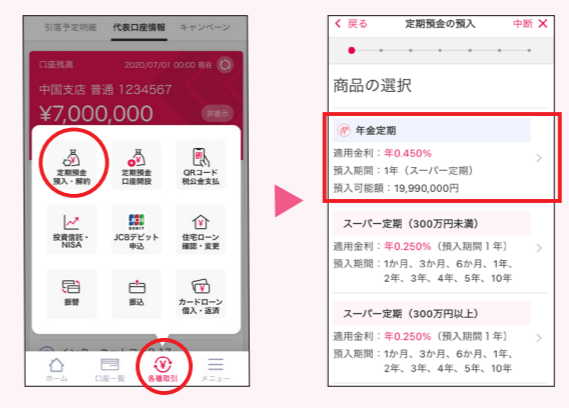 引落予定明細 代表口座情報 キャンペーン
口座残高 2020/07/01 00:00 現在
中国支店 普通 1234567
¥7,000,000 非表示
定期預金
預入・解約
定期預金
口座開設
QRコード
税公金支払
投資信託・
NISA
JCBデビット
申込
住宅ローン
確認・変更
振替
振込
カードローン
借入・返済
ホーム
口座一覧
各種取引
メニュー
戻る 定期預金の預入 中断
商品の選択
年金定期
適用金利：年0.450%
預入期間：1年（スーパー定期）
預入可能額：19,990,000円
スーパー定期（300万円未満）
適用金利：年0.250%（預入期間1年）
預入期間：1か月、3か月、6か月、1年、
2年、3年、4年、5年、10年
スーパー定期（300万円以上）
適用金利：年0.250%（預入期間1年）
預入期間：1か月、3か月、6か月、1年、
2年、3年、4年、5年、10年